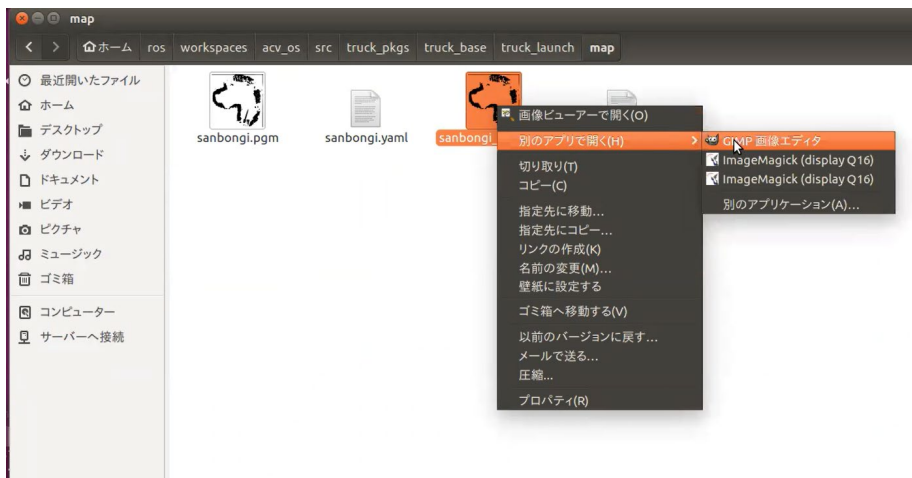 map
ホーム ros workspaces acv_os src truck_pkgs truck_base truck_launch map
最近開いたファイル
ホーム
デスクトップ
ダウンロード
ドキュメント
ビデオ
ピクチャ
ミュージック
ゴミ箱
コンピューター
サーバーへ接続
sanbongi.pgm
sanbongi.yaml
sanbongi_
画像ビューアーで開く(O)
別のアプリで開く(H)
切り取り(T)
コピー(C)
指定先に移動...
指定先にコピー...
リンクの作成(K)
名前の変更(M)...
壁紙に設定する
ゴミ箱へ移動する(V)
以前のバージョンに戻す...
メールで送る...
圧縮...
プロパティ(R)
GIMP 画像エディタ
ImageMagick (display Q16)
ImageMagick (display Q16)
別のアプリケーション(A)...